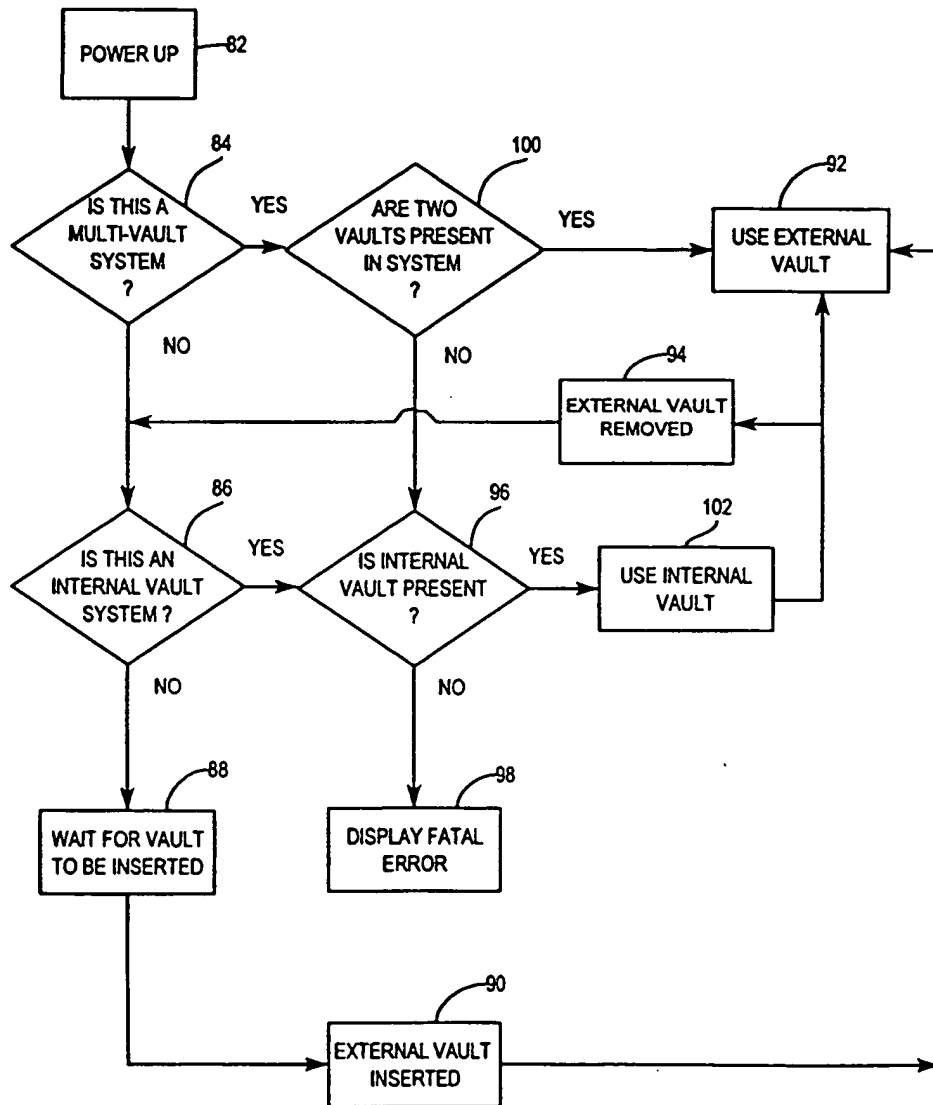 POWER UP
82
84
IS THIS A
MULTI-VAULT
SYSTEM
?
YES
NO
100
ARE TWO
VAULTS PRESENT
IN SYSTEM
?
YES
NO
92
USE EXTERNAL
VAULT
94
EXTERNAL VAULT
REMOVED
86
IS THIS AN
INTERNAL VAULT
SYSTEM ?
YES
NO
96
IS INTERNAL
VAULT PRESENT
?
YES
NO
102
USE INTERNAL
VAULT
88
WAIT FOR VAULT
TO BE INSERTED
98
DISPLAY FATAL
ERROR
90
EXTERNAL VAULT
INSERTED